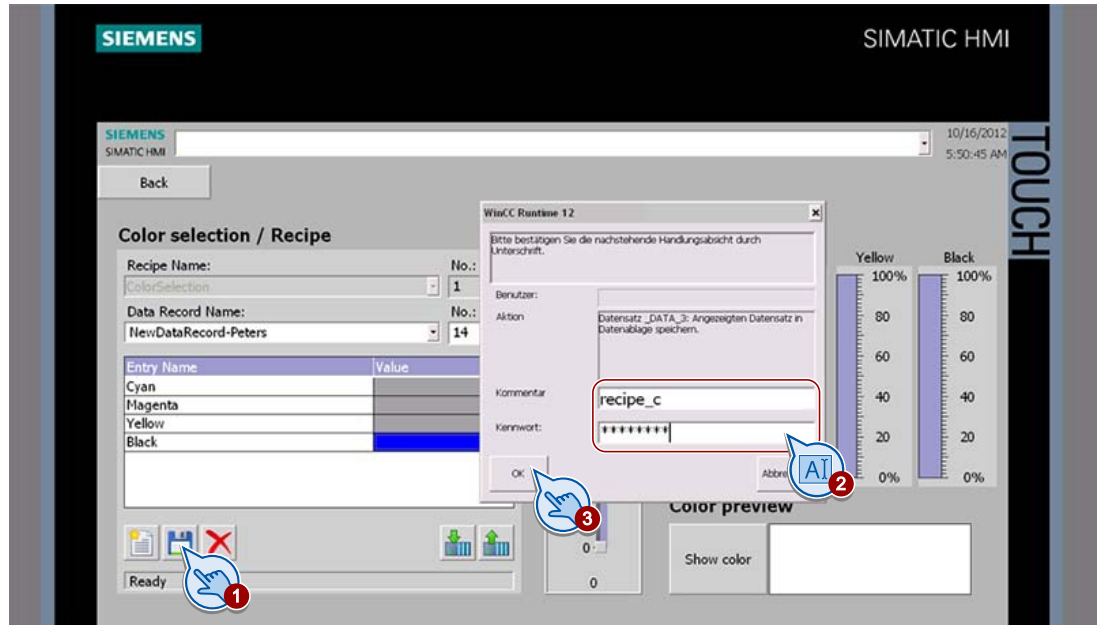 SIEMENS
SIMATIC HMI
TOUCH
SIEMENS
SIMATIC HMI
10/16/2012
5:50:45 AM
Back
Color selection / Recipe
Recipe Name:
No.:
ColorSelection
1
Data Record Name:
No.:
NewDataRecord-Peters
14
Entry Name
Value
Cyan
Magenta
Yellow
Black
Ready
WinCC Runtime 12
Bitte bestätigen Sie die nachstehende Handlungsabsicht durch
Unterschrift.
Benutzer:
Aktion
Datensatz _DATA_3: Angezeigten Datensatz in
Datenablage speichern.
Kommentar
recipe_c
Kennwort:
********
OK
Abbre
AI
1
2
3
Yellow
Black
100%
100%
80
80
60
60
40
40
20
20
0%
0%
0
0
Color preview
Show color